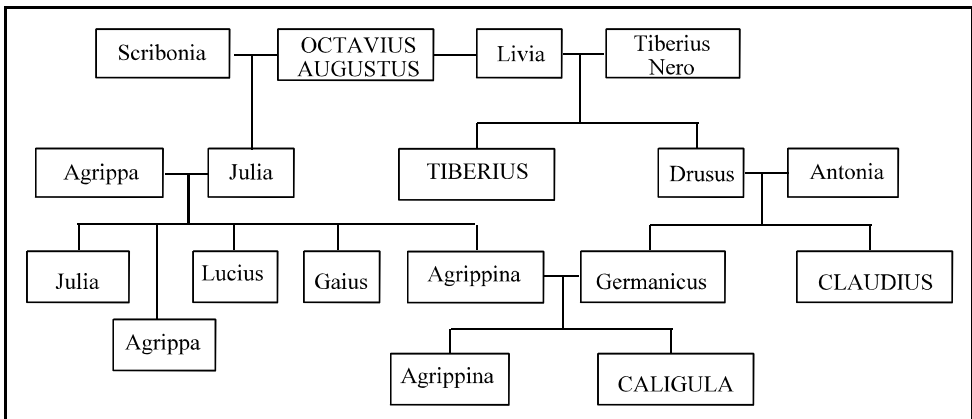 Scribonia
OCTAVIUS
AUGUSTUS
Livia
Tiberius
Nero
Agrippa
Julia
TIBERIUS
Drusus
Antonia
Julia
Lucius
Gaius
Agrippina
Germanicus
CLAUDIUS
Agrippa
Agrippina
CALIGULA